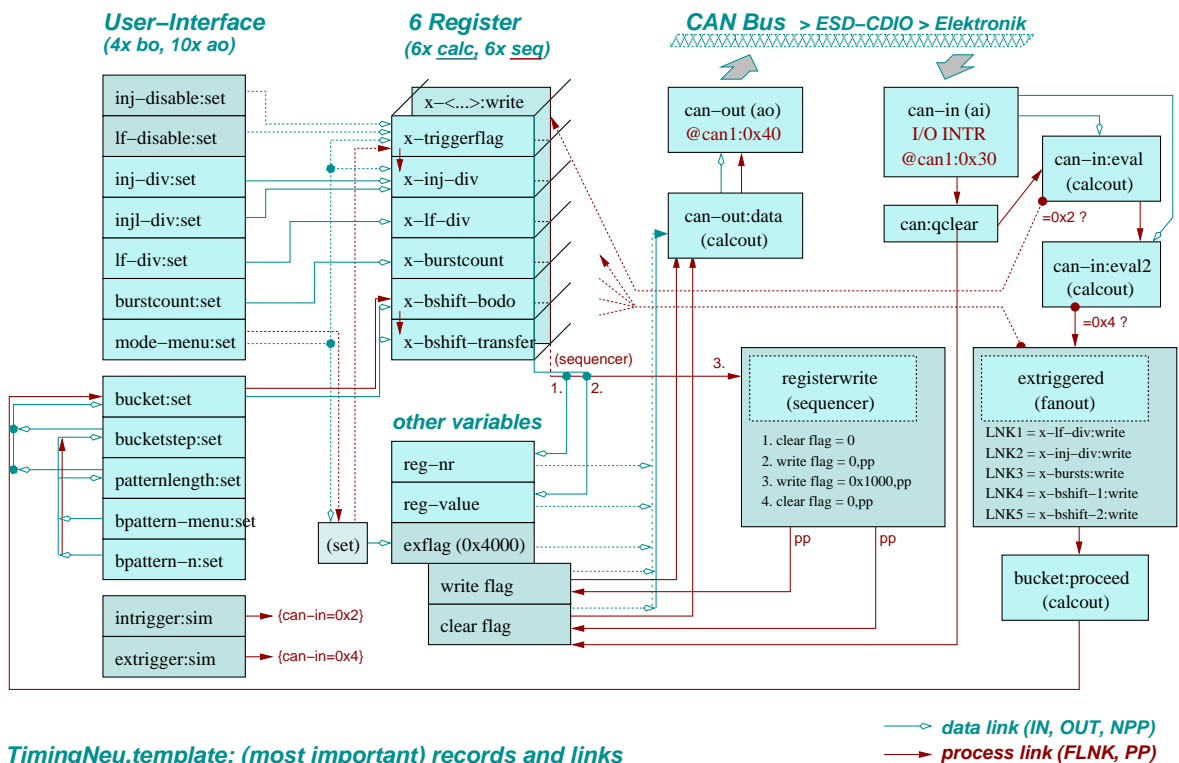 User–Interface
(4x bo, 10x ao)
6 Register
(6x calc, 6x seq)
CAN Bus > ESD–CDIO > Elektronik
inj–disable:set
lf–disable:set
inj–div:set
injl–div:set
lf–div:set
burstcount:set
mode–menu:set
bucket:set
bucketstep:set
patternlength:set
bpattern–menu:set
bpattern–n:set
intrigger:sim
extrigger:sim
{can–in=0x2}
{can–in=0x4}
x–<...>:write
x–triggerflag
x–inj–div
x–lf–div
x–burstcount
x–bshift–bodo
x–bshift–transfer
(sequencer)
1.
2.
3.
other variables
reg–nr
reg–value
exflag (0x4000)
write flag
clear flag
(set)
can–out (ao)
@can1:0x40
can–out:data
(calcout)
can–in (ai)
I/O INTR
@can1:0x30
can:qclear
can–in:eval
(calcout)
=0x2 ?
can–in:eval2
(calcout)
=0x4 ?
registerwrite
(sequencer)
1. clear flag = 0
2. write flag = 0,pp
3. write flag = 0x1000,pp
4. clear flag = 0,pp
pp
pp
extriggered
(fanout)
LNK1 = x–lf–div:write
LNK2 = x–inj–div:write
LNK3 = x–bursts:write
LNK4 = x–bshift–1:write
LNK5 = x–bshift–2:write
bucket:proceed
(calcout)
data link (IN, OUT, NPP)
process link (FLNK, PP)
TimingNeu.template: (most important) records and links